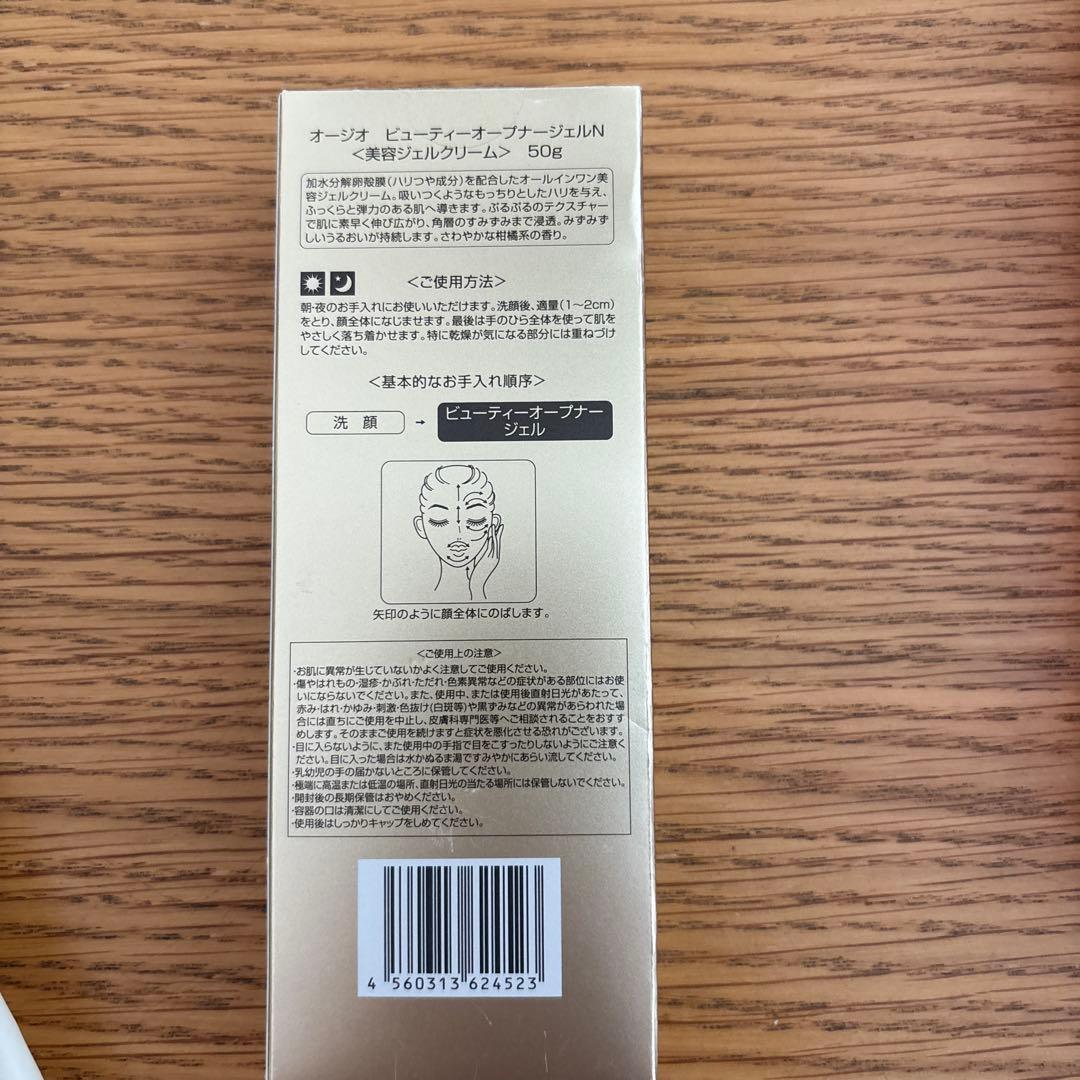 オージオ　ビューティーオープナージェルN
＜美容ジェルクリーム＞　50g
加水分解卵殻膜（ハリつや成分）を配合したオールインワン美
容ジェルクリーム。吸いつくようなもっちりとしたハリを与え、
ふっくらと弾力のある肌へ導きます。ぷるぷるのテクスチャー
で肌に素早く伸び広がり、角層のすみずみまで浸透。みずみず
しいうるおいが持続します。さわやかな柑橘系の香り。
＜ご使用方法＞
朝・夜のお手入れにお使いいただけます。洗顔後、適量（1〜2cm）
をとり、顔全体になじませます。最後は手のひら全体を使って肌を
やさしく落ち着かせます。特に乾燥が気になる部分には重ねづけ
してください。
＜基本的なお手入れ順序＞
洗 顔 → ビューティーオープナー
ジェル
矢印のように顔全体にのばします。
＜ご使用上の注意＞
・お肌に異常が生じていないかよく注意してご使用ください。
・傷やはれもの・湿疹・かぶれ・ただれ・色素異常などの症状がある部位にはお使
いにならないでください。また、使用中、または使用後直射日光があたって、
赤み・はれ・かゆみ・刺激・色抜け（白斑等）や黒ずみなどの異常があらわれた場
合には直ちにご使用を中止し、皮膚科専門医等へご相談されることをおすす
めします。そのままご使用を続けますと症状を悪化させる恐れがございます。
・目に入らないように、また使用中の手指で目をこすったりしないようにご注意く
ださい。目に入った場合は水かぬるま湯ですみやかにあらい流してください。
・乳幼児の手の届かないところに保管してください。
・極端に高温または低温の場所、直射日光の当たる場所には保管しないでください。
・開封後の長期保管はおやめください。
・容器の口は清潔にしてご使用ください。
・使用後はしっかりキャップをしめてください。
4 560313 624523